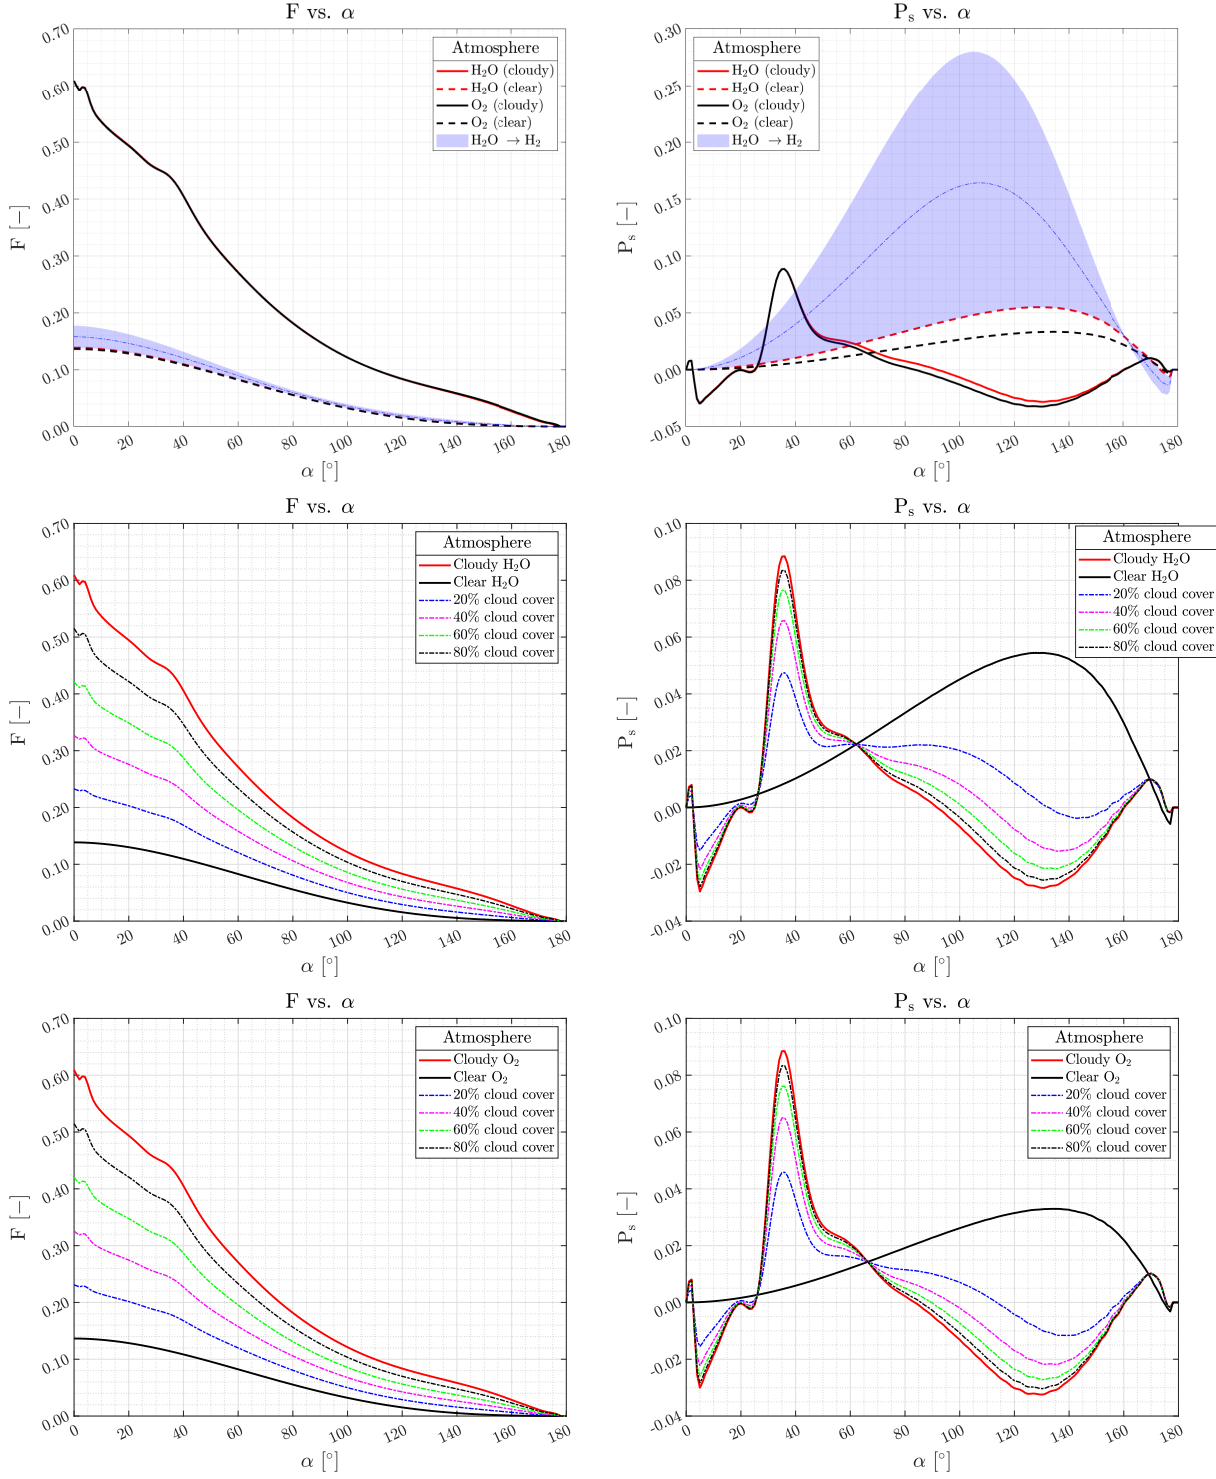 F vs. α
0.70
0.60
0.50
0.40
0.30
0.20
0.10
0.00
F [−]
0 20 40 60 80 100 120 140 160 180
α [°]
Atmosphere
H₂O (cloudy)
H₂O (clear)
O₂ (cloudy)
O₂ (clear)
H₂O → H₂
Pₛ vs. α
0.30
0.25
0.20
0.15
0.10
0.05
0.00
-0.05
Pₛ [−]
0 20 40 60 80 100 120 140 160 180
α [°]
Atmosphere
H₂O (cloudy)
H₂O (clear)
O₂ (cloudy)
O₂ (clear)
H₂O → H₂
F vs. α
0.70
0.60
0.50
0.40
0.30
0.20
0.10
0.00
F [−]
0 20 40 60 80 100 120 140 160 180
α [°]
Atmosphere
Cloudy H₂O
Clear H₂O
20% cloud cover
40% cloud cover
60% cloud cover
80% cloud cover
Pₛ vs. α
0.10
0.08
0.06
0.04
0.02
0.00
-0.02
-0.04
Pₛ [−]
0 20 40 60 80 100 120 140 160 180
α [°]
Atmosphere
Cloudy H₂O
Clear H₂O
20% cloud cover
40% cloud cover
60% cloud cover
80% cloud cover
F vs. α
0.70
0.60
0.50
0.40
0.30
0.20
0.10
0.00
F [−]
0 20 40 60 80 100 120 140 160 180
α [°]
Atmosphere
Cloudy O₂
Clear O₂
20% cloud cover
40% cloud cover
60% cloud cover
80% cloud cover
Pₛ vs. α
0.10
0.08
0.06
0.04
0.02
0.00
-0.02
-0.04
Pₛ [−]
0 20 40 60 80 100 120 140 160 180
α [°]
Atmosphere
Cloudy O₂
Clear O₂
20% cloud cover
40% cloud cover
60% cloud cover
80% cloud cover